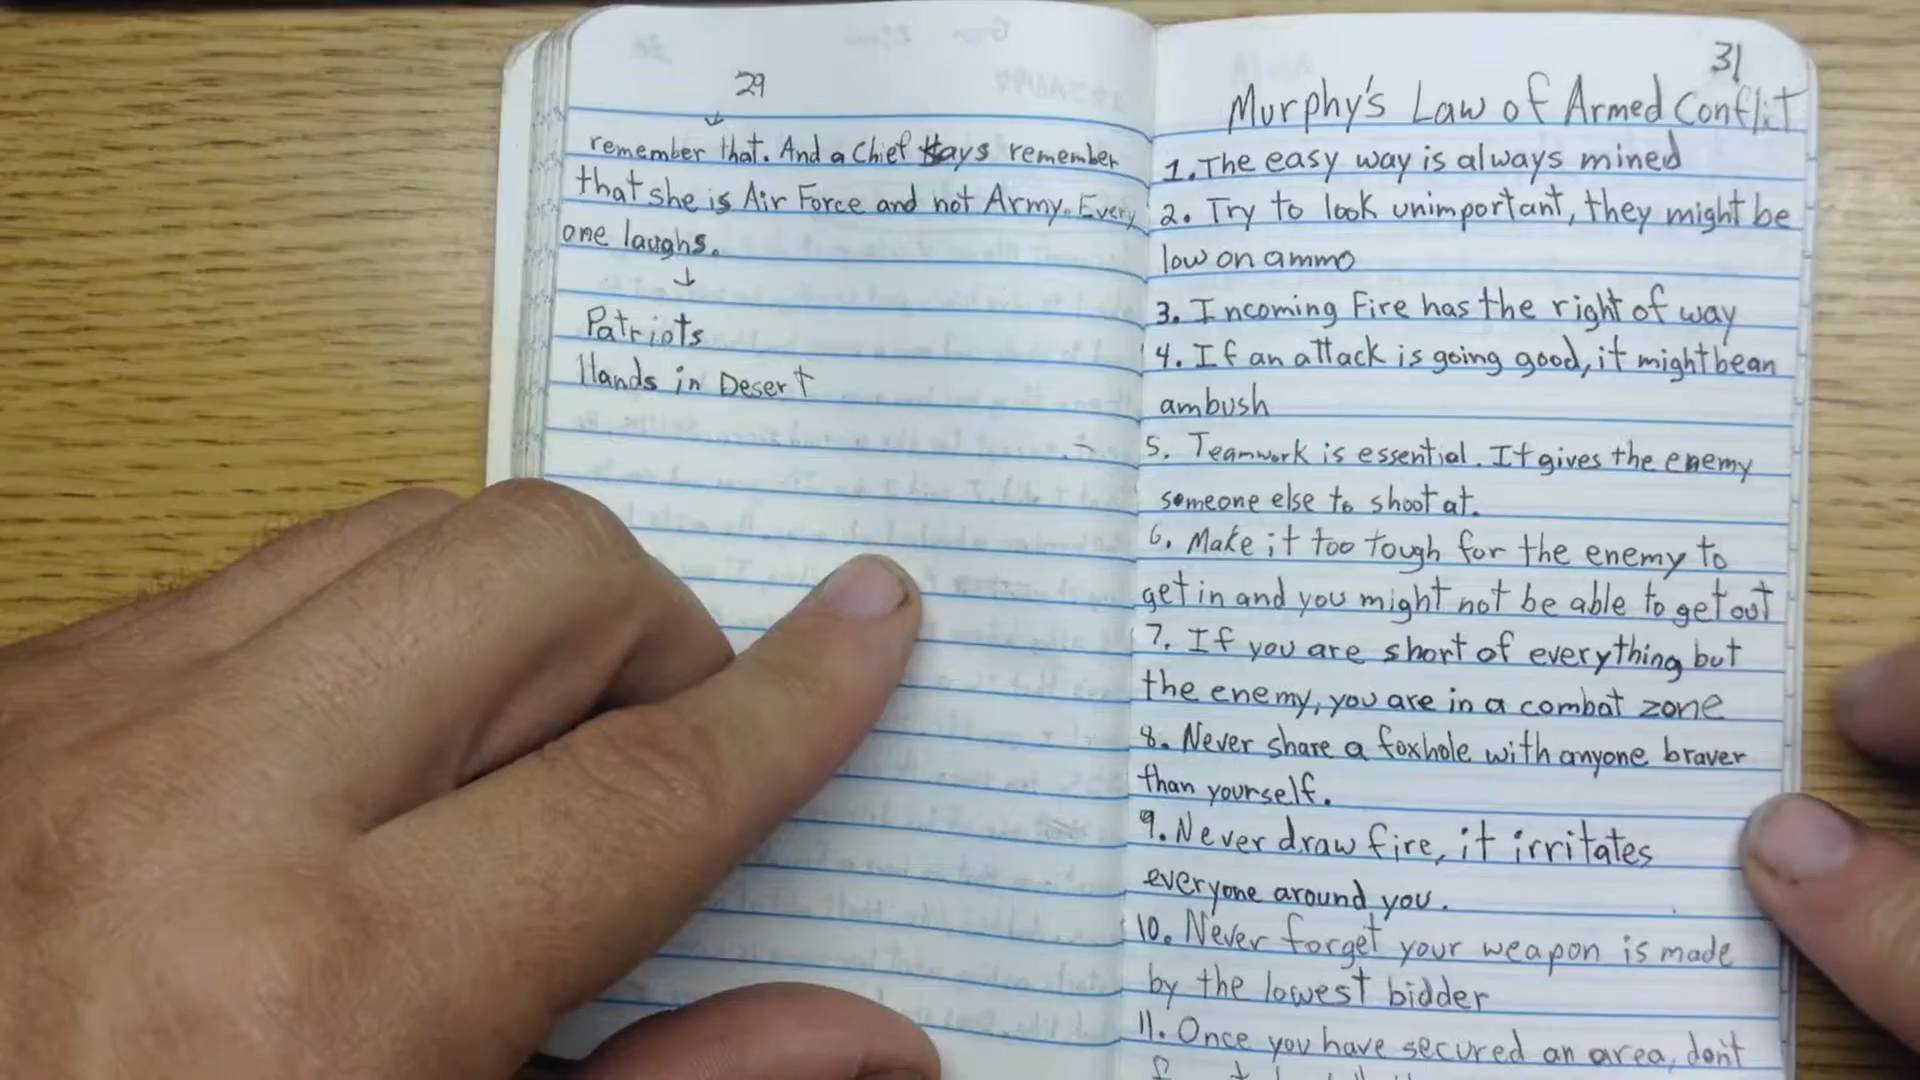 29
remember that. And a Chief says remember
that she is Air Force and not Army. Every
one laughs.
Patriots
Hands in Desert
31
Murphy's Law of Armed Conflict
1. The easy way is always mined
2. Try to look unimportant, they might be
low on ammo
3. Incoming Fire has the right of way
4. If an attack is going good, it might be an
ambush
5. Teamwork is essential. It gives the enemy
someone else to shoot at.
6. Make it too tough for the enemy to
get in and you might not be able to get out
7. If you are short of everything but
the enemy, you are in a combat zone
8. Never share a foxhole with anyone braver
than yourself.
9. Never draw fire, it irritates
everyone around you.
10. Never forget your weapon is made
by the lowest bidder
11. Once you have secured an area, don't